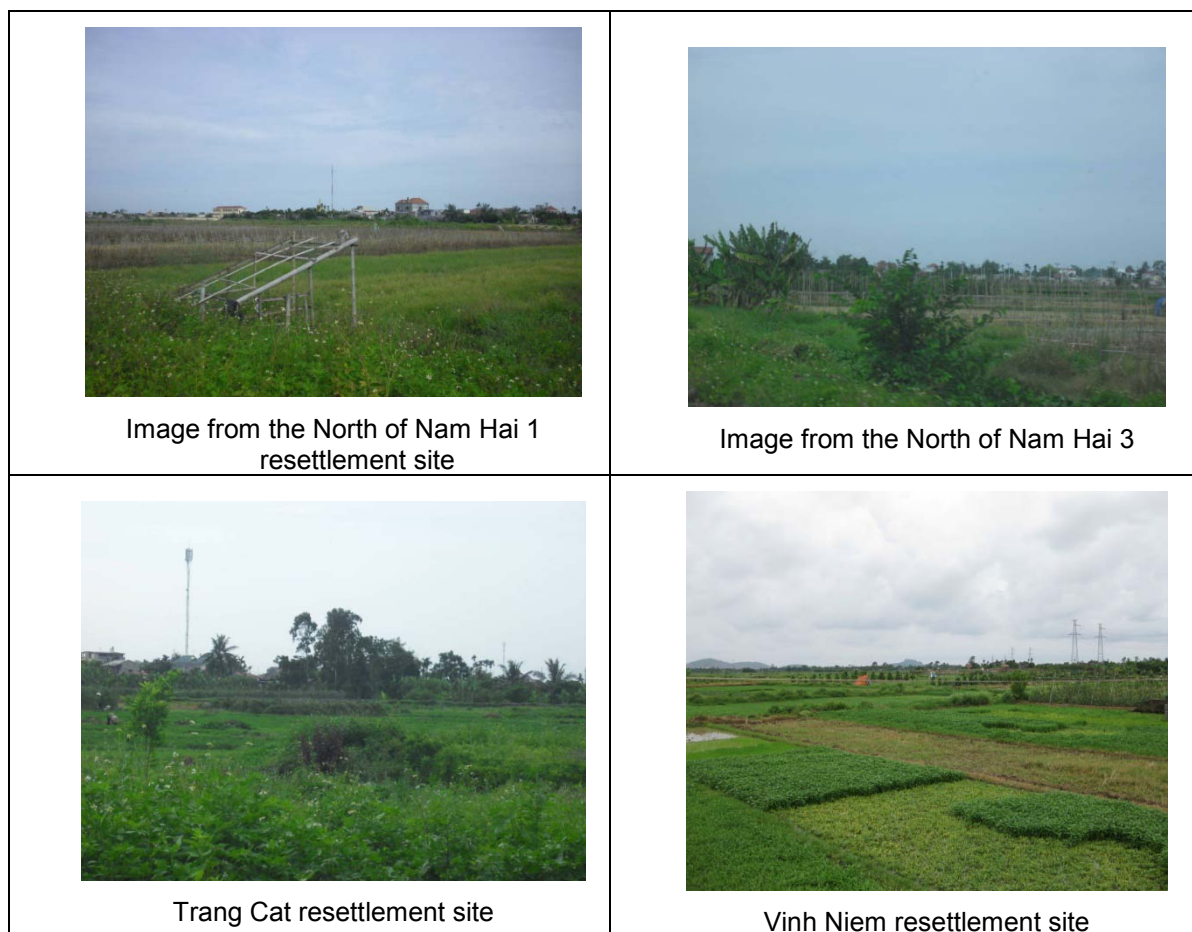 Image from the North of Nam Hai 1
resettlement site
Image from the North of Nam Hai 3
Trang Cat resettlement site
Vinh Niem resettlement site